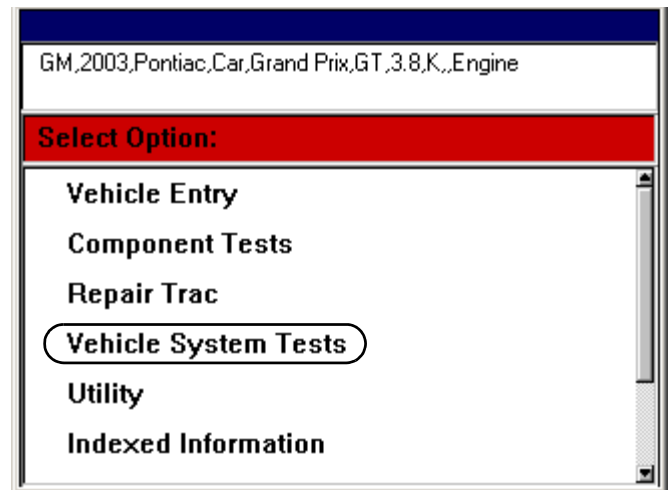 GM,2003,Pontiac,Car,Grand Prix,GT,3.8,K,,Engine
Select Option:
Vehicle Entry
Component Tests
Repair Trac
Vehicle System Tests
Utility
Indexed Information